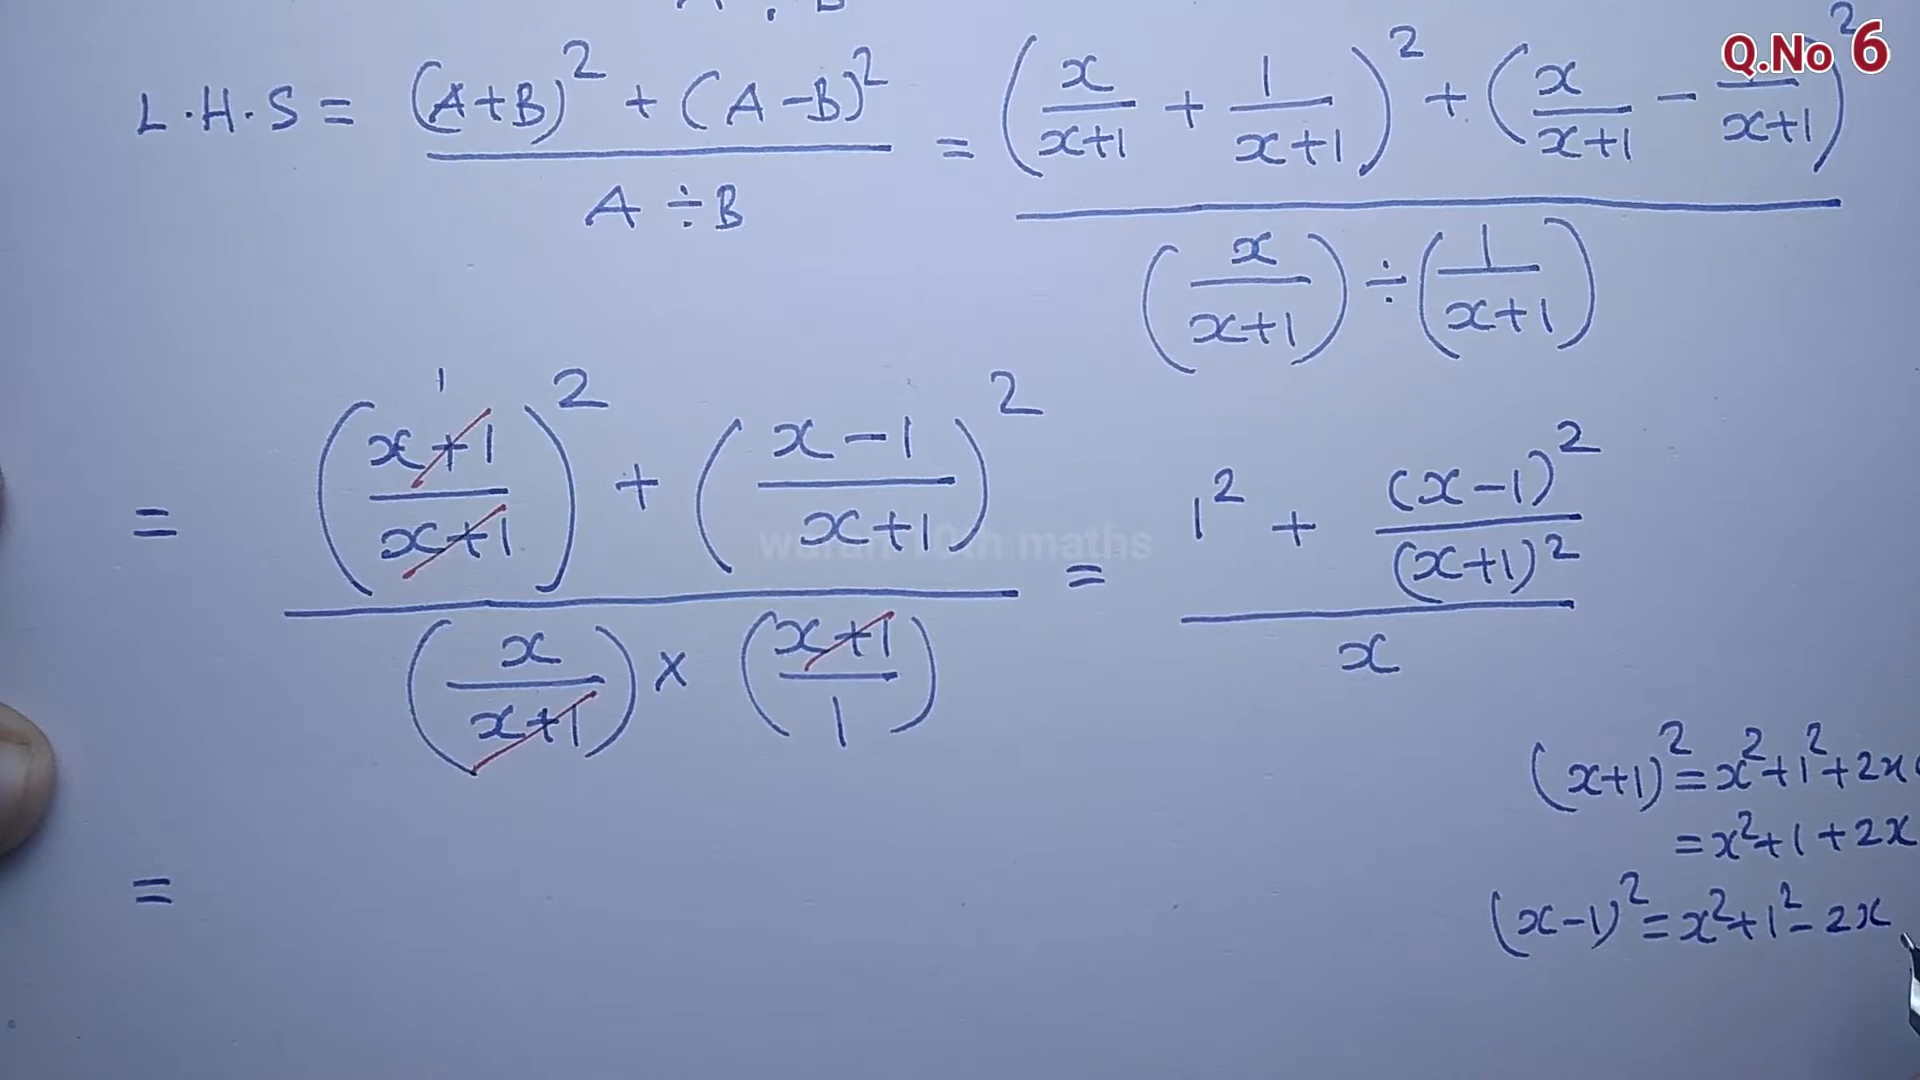 Q.No 6
L.H.S = (A+B)² + (A-B)² / A ÷ B = (x/x+1 + 1/x+1)² + (x/x+1 - /x+1)² / (x/x+1) ÷ (1/x+1)
= (x+1/x+1)² + (x-1/x+1)² / (x/x+1) × (x+1/1) = 1² + (x-1)²/(x+1)² / x
1
10th maths
(x+1)² = x²+1²+2x
= x²+1+2x
(x-1)² = x²+1²-2x
=